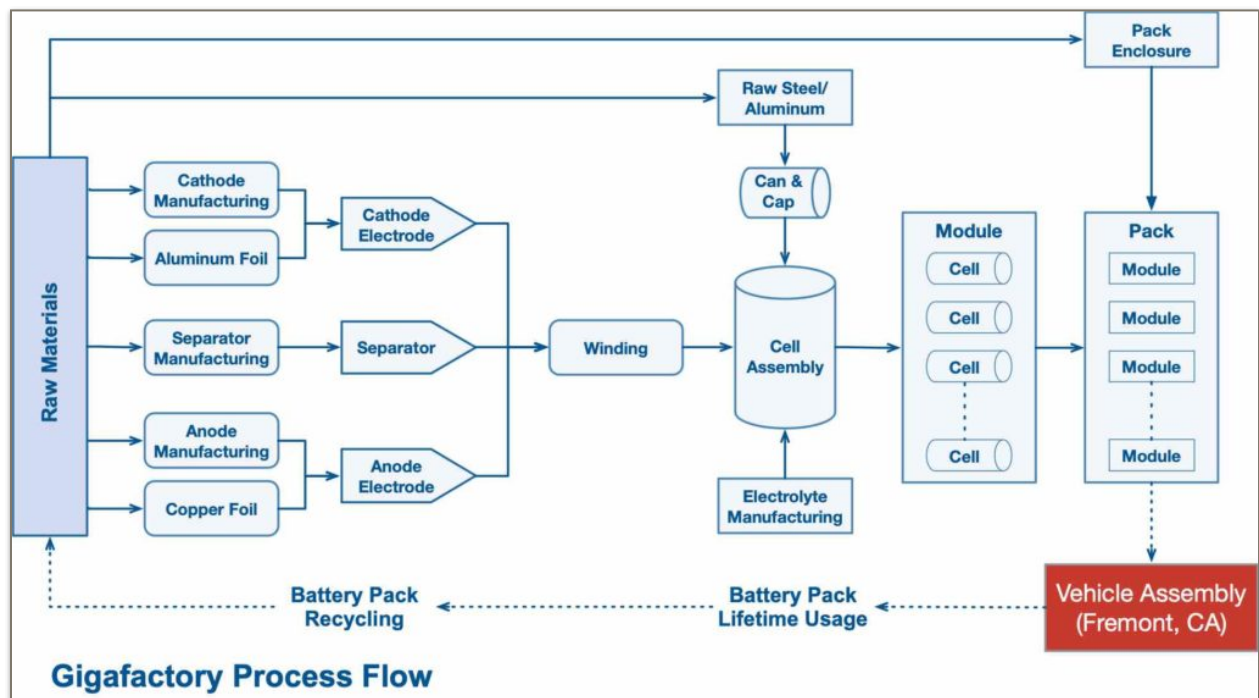 Pack
Enclosure
Raw Steel/
Aluminum
Can &
Cap
Raw Materials
Cathode
Manufacturing
Aluminum Foil
Cathode
Electrode
Separator
Manufacturing
Separator
Anode
Manufacturing
Copper Foil
Anode
Electrode
Winding
Cell
Assembly
Electrolyte
Manufacturing
Module
Cell
Cell
Cell
Cell
Pack
Module
Module
Module
Module
Vehicle Assembly
(Fremont, CA)
Battery Pack
Lifetime Usage
Battery Pack
Recycling
Gigafactory Process Flow